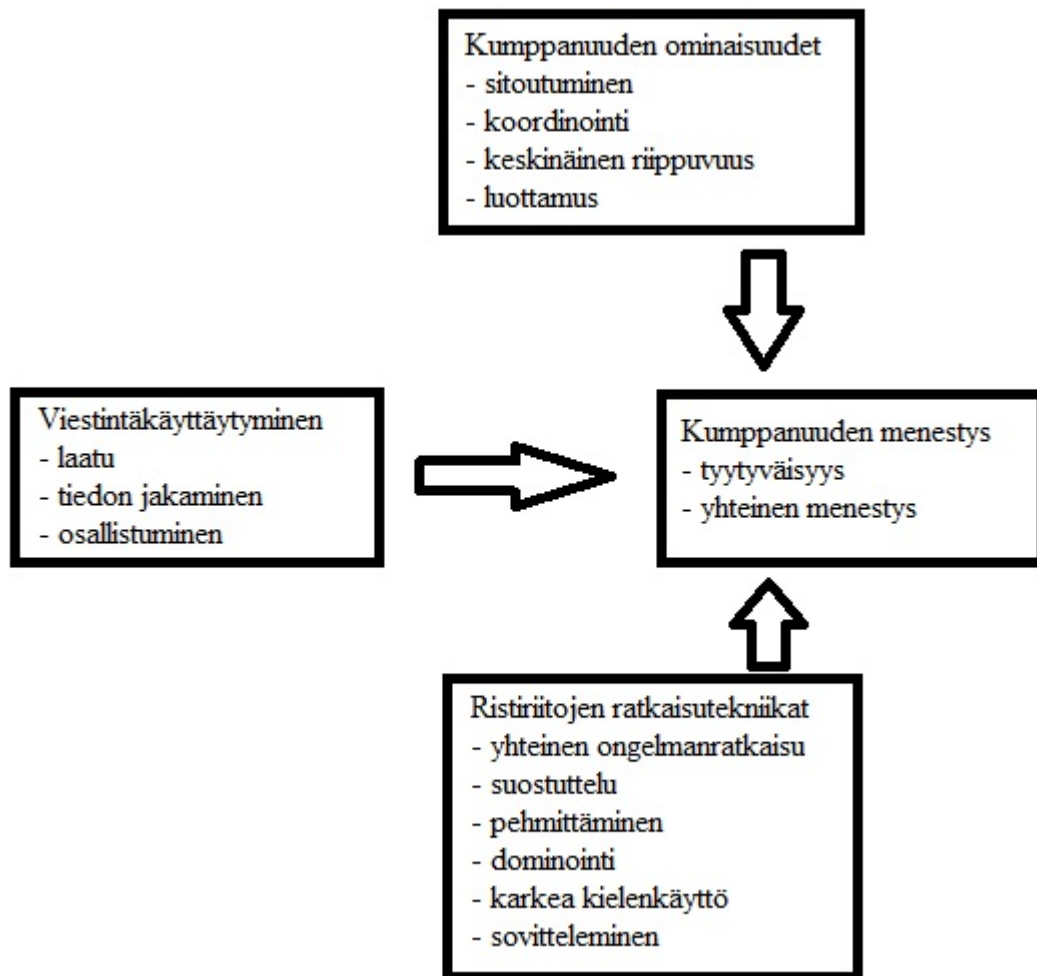 Kumppanuuden ominaisuudet
- sitoutuminen
- koordinointi
- keskinäinen riippuvuus
- luottamus
Viestintäkäyttäytyminen
- laatu
- tiedon jakaminen
- osallistuminen
Kumppanuuden menestys
- tyytyväisyys
- yhteinen menestys
Ristiriitojen ratkaisutekniikat
- yhteinen ongelmanratkaisu
- suostuttelu
- pehmittäminen
- dominointi
- karkea kielenkäyttö
- sovitteleminen